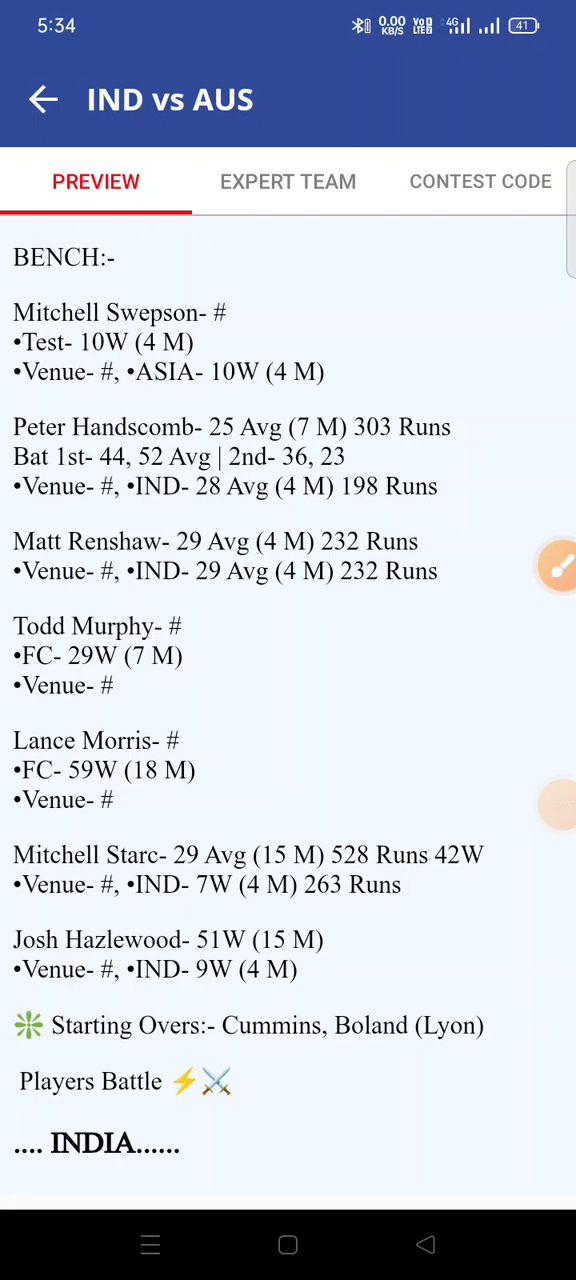 5:34
0.00 KB/S Vo LTE 2 4G 41
IND vs AUS
PREVIEW EXPERT TEAM CONTEST CODE
BENCH:-
Mitchell Swepson- #
•Test- 10W (4 M)
•Venue- #, •ASIA- 10W (4 M)
Peter Handscomb- 25 Avg (7 M) 303 Runs
Bat 1st- 44, 52 Avg | 2nd- 36, 23
•Venue- #, •IND- 28 Avg (4 M) 198 Runs
Matt Renshaw- 29 Avg (4 M) 232 Runs
•Venue- #, •IND- 29 Avg (4 M) 232 Runs
Todd Murphy- #
•FC- 29W (7 M)
•Venue- #
Lance Morris- #
•FC- 59W (18 M)
•Venue- #
Mitchell Starc- 29 Avg (15 M) 528 Runs 42W
•Venue- #, •IND- 7W (4 M) 263 Runs
Josh Hazlewood- 51W (15 M)
•Venue- #, •IND- 9W (4 M)
❇️ Starting Overs:- Cummins, Boland (Lyon)
Players Battle ⚡⚔️
.... INDIA......